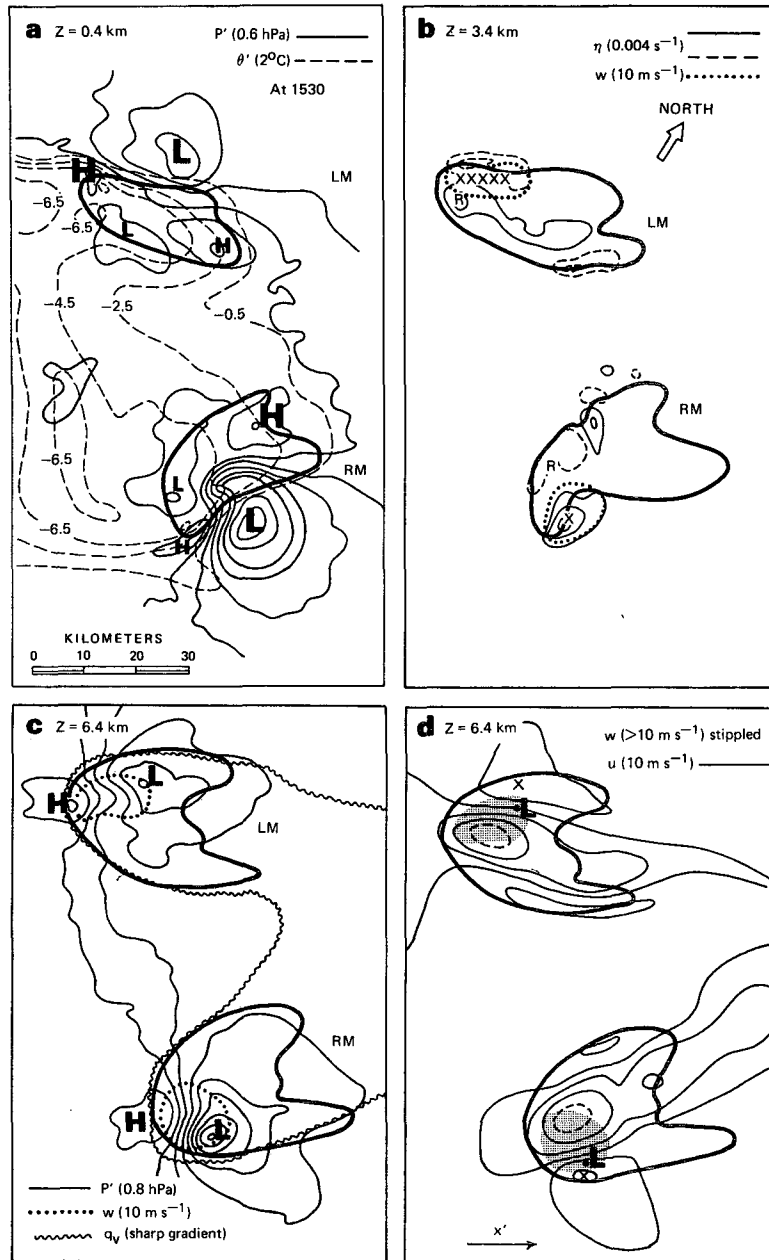 a Z = 0.4 km
P' (0.6 hPa)
θ' (2°C)
At 1530
L
H
LM
−6.5
−6.5
L
H
−4.5
−2.5
−0.5
H
−6.5
L
RM
L
−6.5
H
KILOMETERS
0 10 20 30
b Z = 3.4 km
η (0.004 s⁻¹)
w (10 m s⁻¹)
NORTH
XXXXX
R
LM
RM
R
X
c Z = 6.4 km
L
H
LM
RM
H
L
P' (0.8 hPa)
w (10 m s⁻¹)
qᵥ (sharp gradient)
d Z = 6.4 km
w (>10 m s⁻¹) stippled
u (10 m s⁻¹)
X
L
L
X
x'